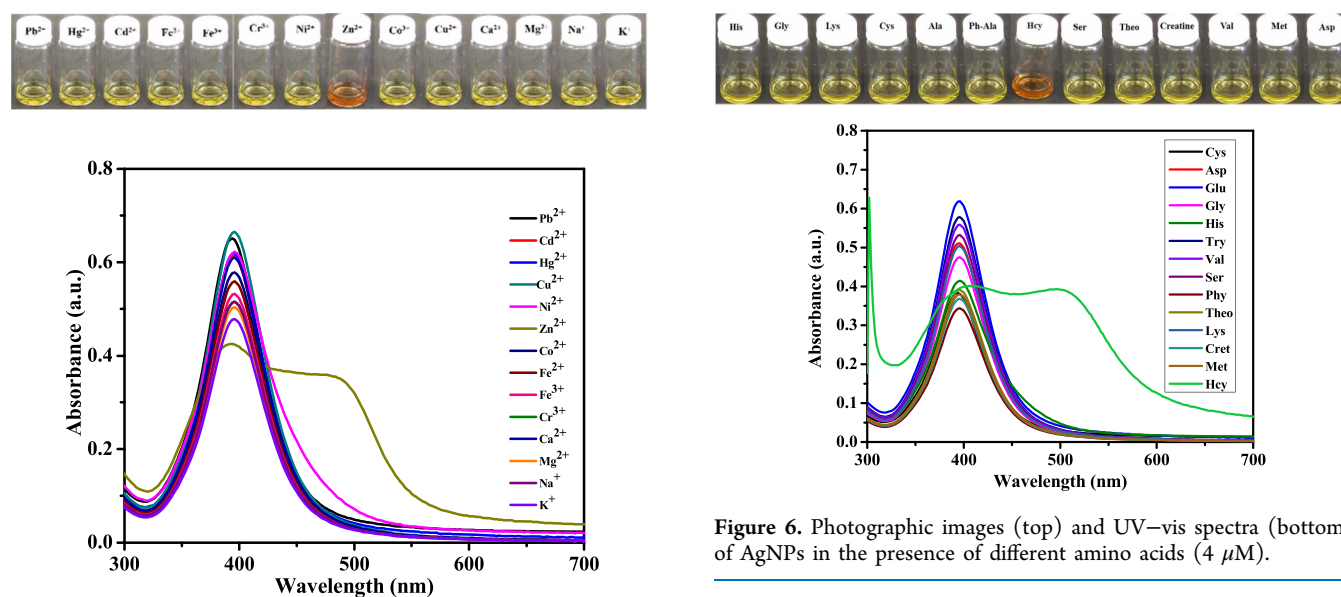 Pb²⁺ Hg²⁺ Cd²⁺ Fe²⁺ Fe³⁺ Cr³⁺ Ni²⁺ Zn²⁺ Co²⁺ Cu²⁺ Ca²⁺ Mg²⁺ Na⁺ K⁺
0.8
0.6
0.4
0.2
0.0
Absorbance (a.u.)
300 400 500 600 700
Wavelength (nm)
Pb²⁺
Cd²⁺
Hg²⁺
Cu²⁺
Ni²⁺
Zn²⁺
Co²⁺
Fe²⁺
Fe³⁺
Cr³⁺
Ca²⁺
Mg²⁺
Na⁺
K⁺
His Gly Lys Cys Ala Ph-Ala Hcy Ser Theo Creatine Val Met Asp
0.8
0.7
0.6
0.5
0.4
0.3
0.2
0.1
0.0
Absorbance (a.u.)
300 400 500 600 700
Wavelength (nm)
Cys
Asp
Glu
Gly
His
Try
Val
Ser
Phy
Theo
Lys
Cret
Met
Hcy
Figure 6. Photographic images (top) and UV−vis spectra (bottom
of AgNPs in the presence of different amino acids (4 μM).